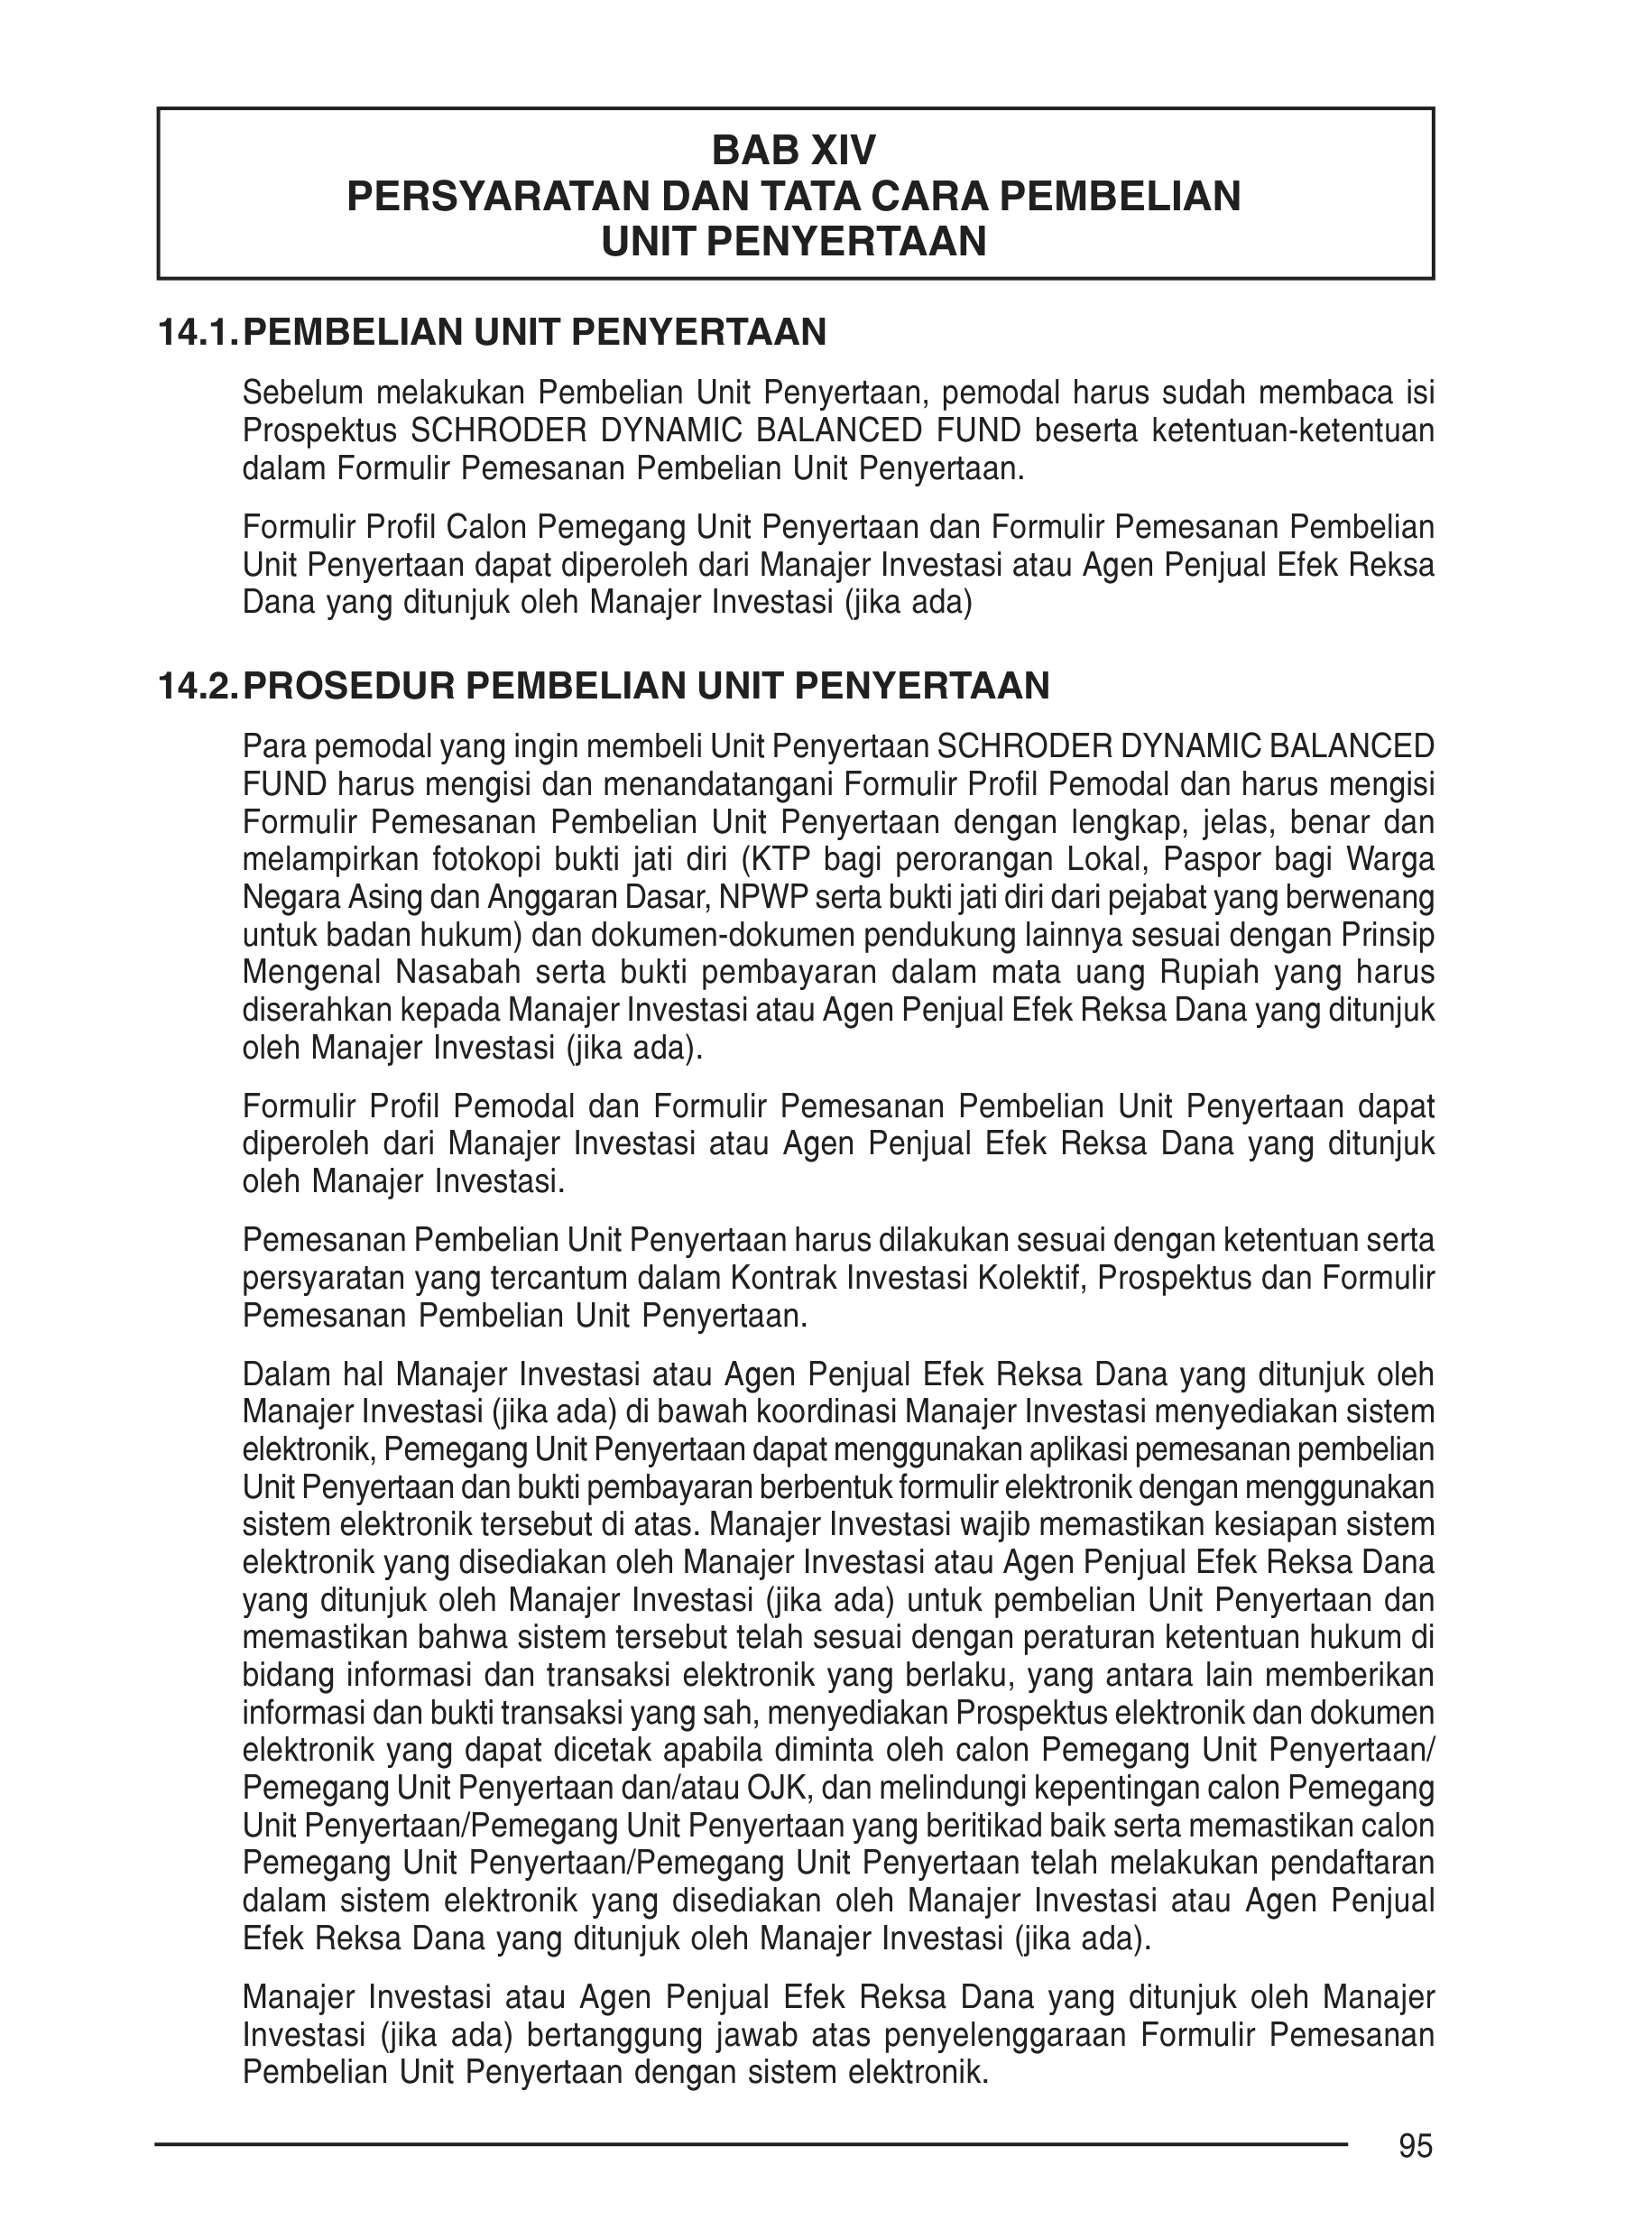 BAB XIV
PERSYARATAN DAN TATA CARA PEMBELIAN
UNIT PENYERTAAN
14.1. PEMBELIAN UNIT PENYERTAAN
Sebelum melakukan Pembelian Unit Penyertaan, pemodal harus sudah membaca isi
Prospektus SCHRODER DYNAMIC BALANCED FUND beserta ketentuan-ketentuan
dalam Formulir Pemesanan Pembelian Unit Penyertaan.
Formulir Profil Calon Pemegang Unit Penyertaan dan Formulir Pemesanan Pembelian
Unit Penyertaan dapat diperoleh dari Manajer Investasi atau Agen Penjual Efek Reksa
Dana yang ditunjuk oleh Manajer Investasi (jika ada)
14.2. PROSEDUR PEMBELIAN UNIT PENYERTAAN
Para pemodal yang ingin membeli Unit Penyertaan SCHRODER DYNAMIC BALANCED
FUND harus mengisi dan menandatangani Formulir Profil Pemodal dan harus mengisi
Formulir Pemesanan Pembelian Unit Penyertaan dengan lengkap, jelas, benar dan
melampirkan fotokopi bukti jati diri (KTP bagi perorangan Lokal, Paspor bagi Warga
Negara Asing dan Anggaran Dasar, NPWP serta bukti jati diri dari pejabat yang berwenang
untuk badan hukum) dan dokumen-dokumen pendukung lainnya sesuai dengan Prinsip
Mengenal Nasabah serta bukti pembayaran dalam mata uang Rupiah yang harus
diserahkan kepada Manajer Investasi atau Agen Penjual Efek Reksa Dana yang ditunjuk
oleh Manajer Investasi (jika ada).
Formulir Profil Pemodal dan Formulir Pemesanan Pembelian Unit Penyertaan dapat
diperoleh dari Manajer Investasi atau Agen Penjual Efek Reksa Dana yang ditunjuk
oleh Manajer Investasi.
Pemesanan Pembelian Unit Penyertaan harus dilakukan sesuai dengan ketentuan serta
persyaratan yang tercantum dalam Kontrak Investasi Kolektif, Prospektus dan Formulir
Pemesanan Pembelian Unit Penyertaan.
Dalam hal Manajer Investasi atau Agen Penjual Efek Reksa Dana yang ditunjuk oleh
Manajer Investasi (jika ada) di bawah koordinasi Manajer Investasi menyediakan sistem
elektronik, Pemegang Unit Penyertaan dapat menggunakan aplikasi pemesanan pembelian
Unit Penyertaan dan bukti pembayaran berbentuk formulir elektronik dengan menggunakan
sistem elektronik tersebut di atas. Manajer Investasi wajib memastikan kesiapan sistem
elektronik yang disediakan oleh Manajer Investasi atau Agen Penjual Efek Reksa Dana
yang ditunjuk oleh Manajer Investasi (jika ada) untuk pembelian Unit Penyertaan dan
memastikan bahwa sistem tersebut telah sesuai dengan peraturan ketentuan hukum di
bidang informasi dan transaksi elektronik yang berlaku, yang antara lain memberikan
informasi dan bukti transaksi yang sah, menyediakan Prospektus elektronik dan dokumen
elektronik yang dapat dicetak apabila diminta oleh calon Pemegang Unit Penyertaan/
Pemegang Unit Penyertaan dan/atau OJK, dan melindungi kepentingan calon Pemegang
Unit Penyertaan/Pemegang Unit Penyertaan yang beritikad baik serta memastikan calon
Pemegang Unit Penyertaan/Pemegang Unit Penyertaan telah melakukan pendaftaran
dalam sistem elektronik yang disediakan oleh Manajer Investasi atau Agen Penjual
Efek Reksa Dana yang ditunjuk oleh Manajer Investasi (jika ada).
Manajer Investasi atau Agen Penjual Efek Reksa Dana yang ditunjuk oleh Manajer
Investasi (jika ada) bertanggung jawab atas penyelenggaraan Formulir Pemesanan
Pembelian Unit Penyertaan dengan sistem elektronik.
95